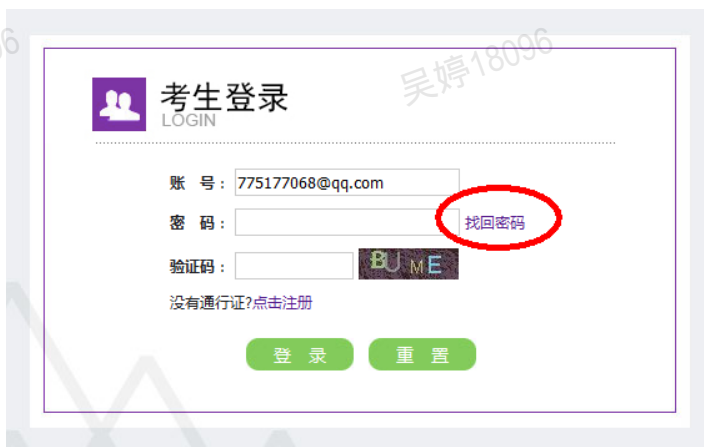 吴婷18096
考生登录
LOGIN
账 号：775177068@qq.com
密 码： 找回密码
验证码： BUME
没有通行证?点击注册
登 录 重 置